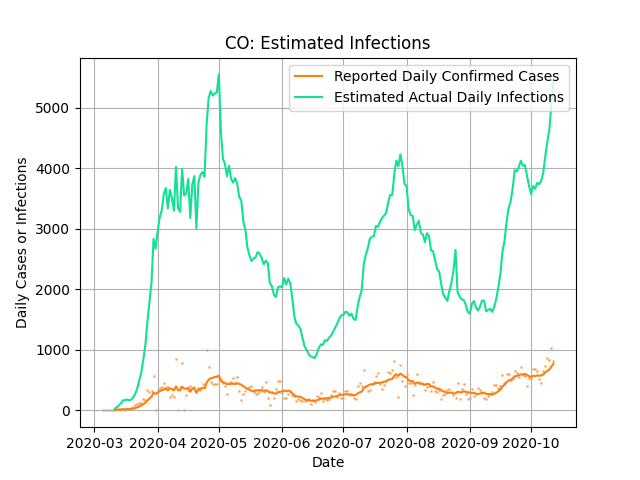 CO: Estimated Infections
Reported Daily Confirmed Cases
Estimated Actual Daily Infections
Daily Cases or Infections
5000
4000
3000
2000
1000
0
2020-03 2020-04 2020-05 2020-06 2020-07 2020-08 2020-09 2020-10
Date